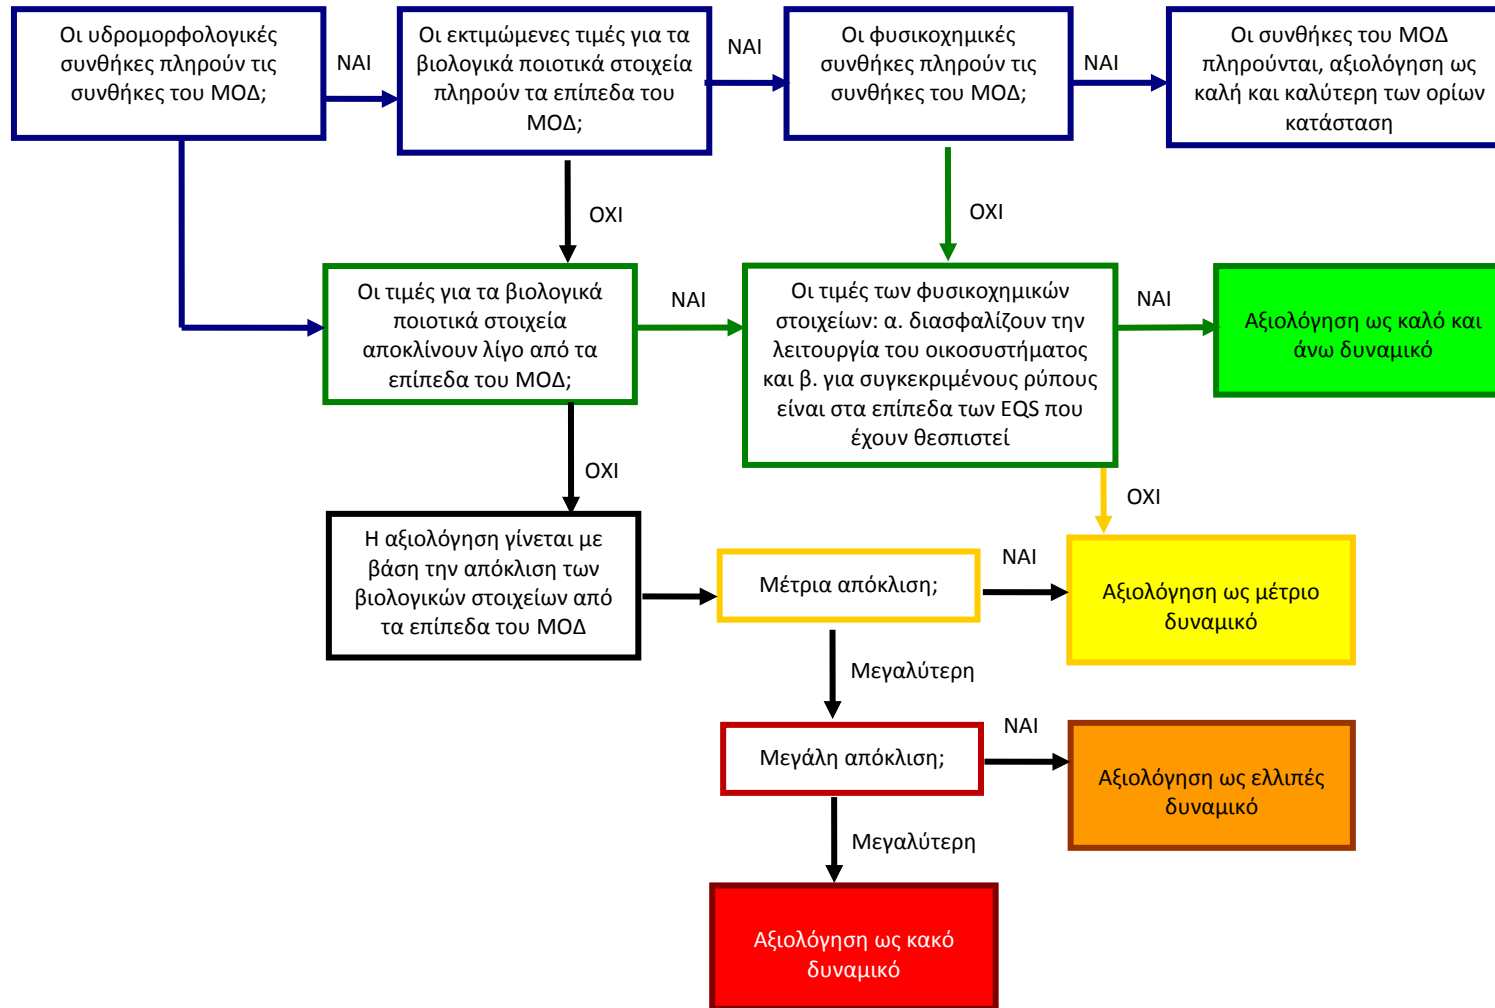 Οι υδρομορφολογικές
συνθήκες πληρούν τις
συνθήκες του ΜΟΔ;
ΝΑΙ
Οι εκτιμώμενες τιμές για τα
βιολογικά ποιοτικά στοιχεία
πληρούν τα επίπεδα του
ΜΟΔ;
ΝΑΙ
Οι φυσικοχημικές
συνθήκες πληρούν τις
συνθήκες του ΜΟΔ;
ΝΑΙ
Οι συνθήκες του ΜΟΔ
πληρούνται, αξιολόγηση ως
καλή και καλύτερη των ορίων
κατάσταση
ΟΧΙ
ΟΧΙ
Οι τιμές για τα βιολογικά
ποιοτικά στοιχεία
αποκλίνουν λίγο από τα
επίπεδα του ΜΟΔ;
ΝΑΙ
Οι τιμές των φυσικοχημικών
στοιχείων: α. διασφαλίζουν την
λειτουργία του οικοσυστήματος
και β. για συγκεκριμένους ρύπους
είναι στα επίπεδα των EQS που
έχουν θεσπιστεί
ΝΑΙ
Αξιολόγηση ως καλό και
άνω δυναμικό
ΟΧΙ
ΟΧΙ
Η αξιολόγηση γίνεται με
βάση την απόκλιση των
βιολογικών στοιχείων από
τα επίπεδα του ΜΟΔ
Μέτρια απόκλιση;
ΝΑΙ
Αξιολόγηση ως μέτριο
δυναμικό
Μεγαλύτερη
Μεγάλη απόκλιση;
ΝΑΙ
Αξιολόγηση ως ελλιπές
δυναμικό
Μεγαλύτερη
Αξιολόγηση ως κακό
δυναμικό